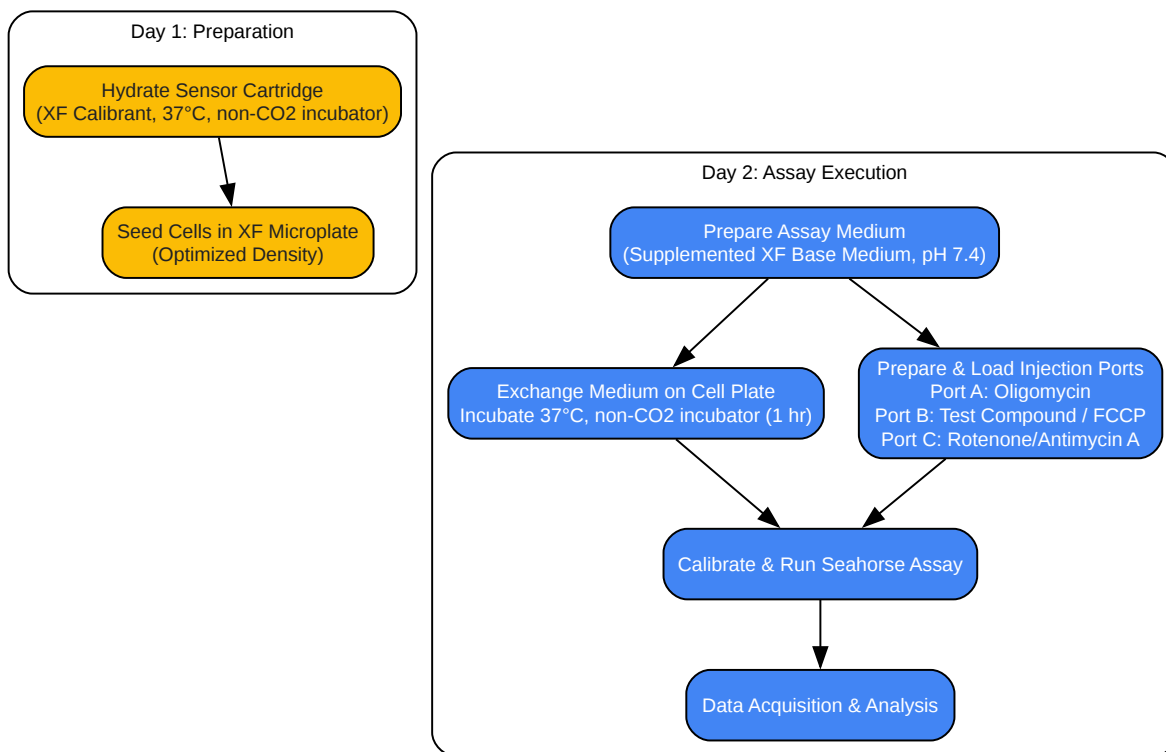 Day 1: Preparation
Hydrate Sensor Cartridge
(XF Calibrant, 37°C, non-CO2 incubator)
Seed Cells in XF Microplate
(Optimized Density)
Day 2: Assay Execution
Prepare Assay Medium
(Supplemented XF Base Medium, pH 7.4)
Exchange Medium on Cell Plate
Incubate 37°C, non-CO2 incubator (1 hr)
Prepare & Load Injection Ports
Port A: Oligomycin
Port B: Test Compound / FCCP
Port C: Rotenone/Antimycin A
Calibrate & Run Seahorse Assay
Data Acquisition & Analysis